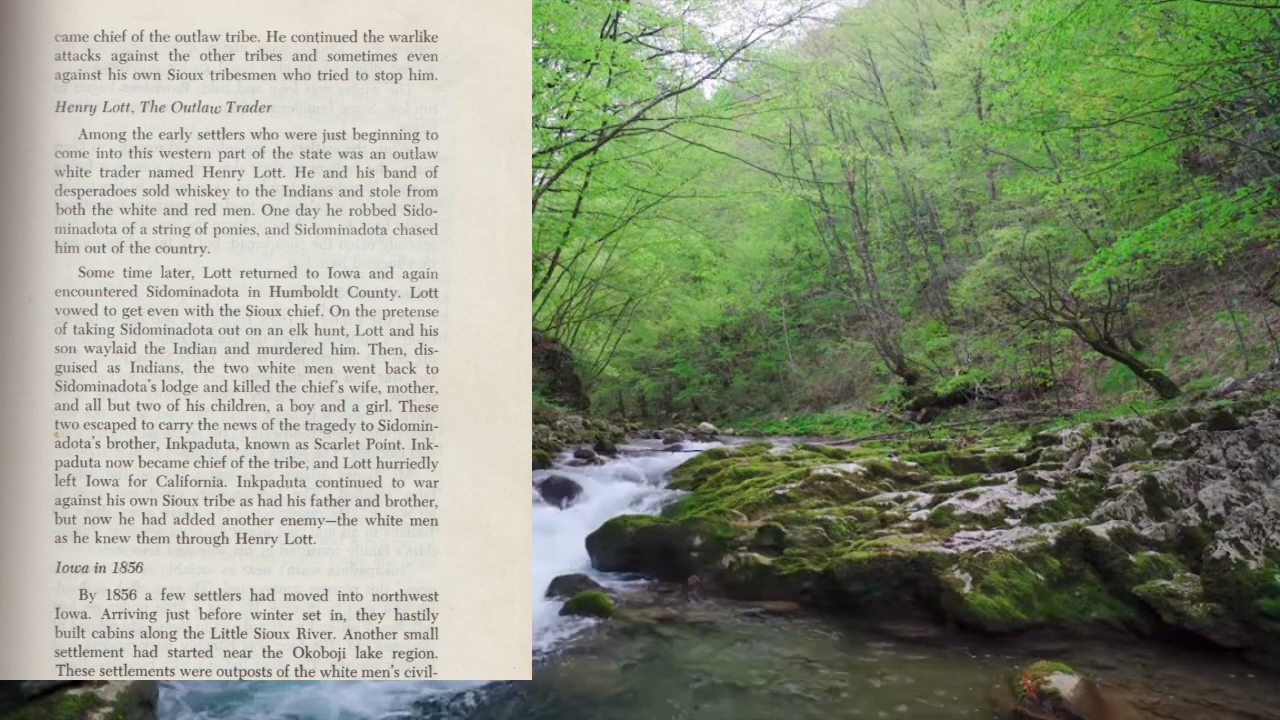 came chief of the outlaw tribe. He continued the warlike
attacks against the other tribes and sometimes even
against his own Sioux tribesmen who tried to stop him.
Henry Lott, The Outlaw Trader
Among the early settlers who were just beginning to
come into this western part of the state was an outlaw
white trader named Henry Lott. He and his band of
desperadoes sold whiskey to the Indians and stole from
both the white and red men. One day he robbed Sido-
minadota of a string of ponies, and Sidominadota chased
him out of the country.
Some time later, Lott returned to Iowa and again
encountered Sidominadota in Humboldt County. Lott
vowed to get even with the Sioux chief. On the pretense
of taking Sidominadota out on an elk hunt, Lott and his
son waylaid the Indian and murdered him. Then, dis-
guised as Indians, the two white men went back to
Sidominadota's lodge and killed the chief's wife, mother,
and all but two of his children, a boy and a girl. These
two escaped to carry the news of the tragedy to Sidomin-
adota's brother, Inkpaduta, known as Scarlet Point. Ink-
paduta now became chief of the tribe, and Lott hurriedly
left Iowa for California. Inkpaduta continued to war
against his own Sioux tribe as had his father and brother,
but now he had added another enemy—the white men
as he knew them through Henry Lott.
Iowa in 1856
By 1856 a few settlers had moved into northwest
Iowa. Arriving just before winter set in, they hastily
built cabins along the Little Sioux River. Another small
settlement had started near the Okoboji lake region.
These settlements were outposts of the white men's civil-